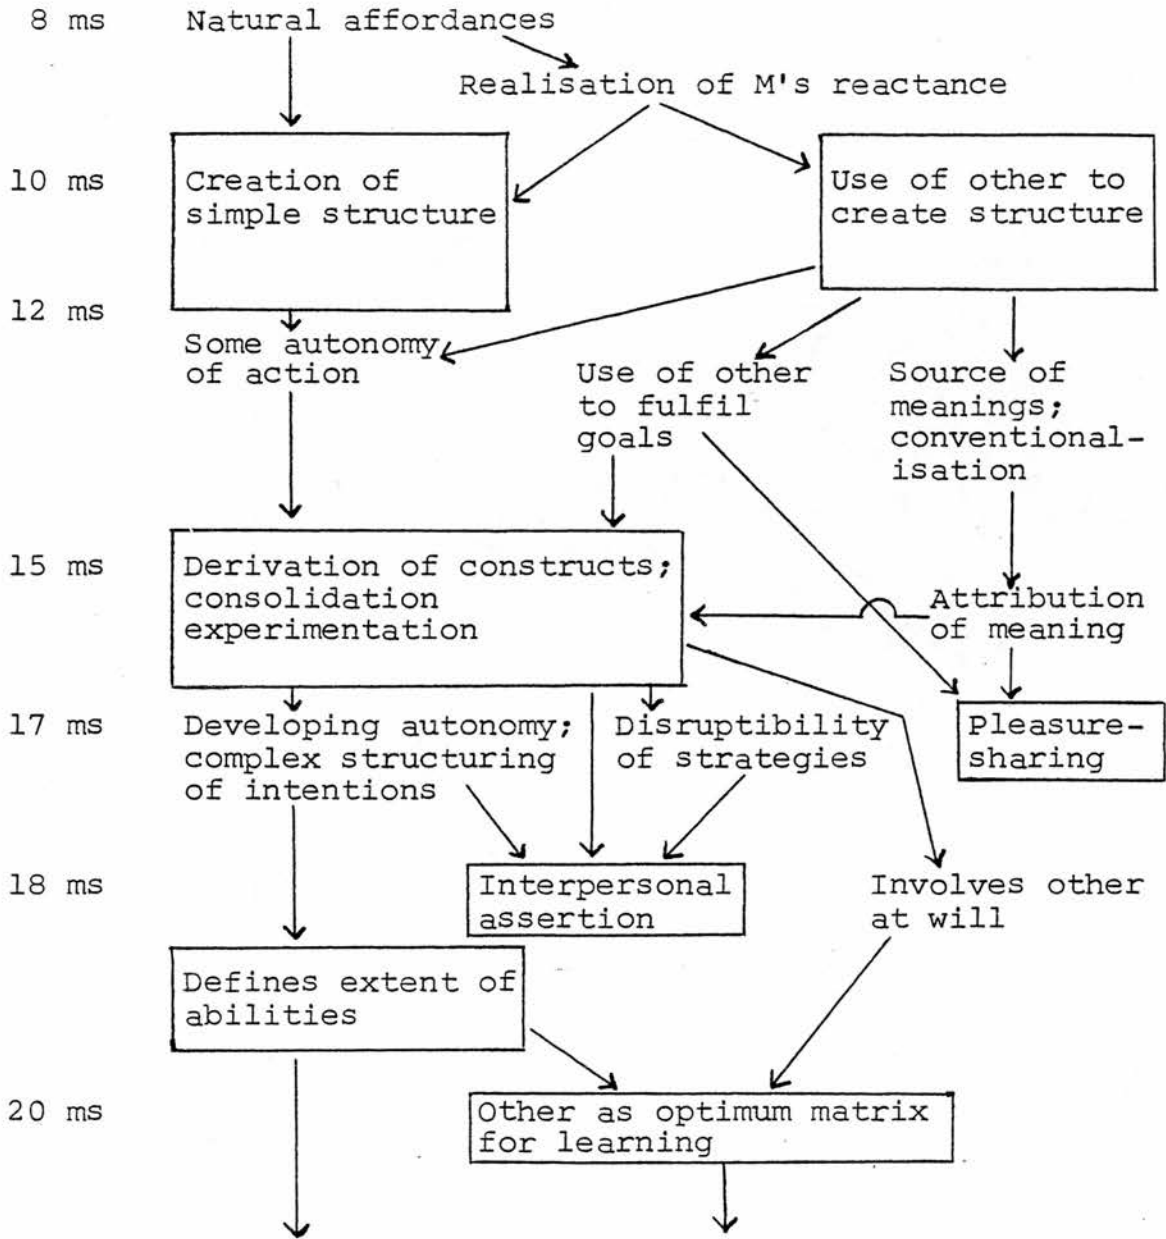 8 ms Natural affordances
Realisation of M's reactance
10 ms
Creation of
simple structure
Use of other to
create structure
12 ms
Some autonomy
of action
Use of other
to fulfil
goals
Source of
meanings;
conventional-
isation
15 ms
Derivation of constructs;
consolidation
experimentation
Attribution
of meaning
17 ms
Developing autonomy;
complex structuring
of intentions
Disruptibility
of strategies
Pleasure-
sharing
18 ms
Interpersonal
assertion
Involves other
at will
Defines extent of
abilities
20 ms
Other as optimum matrix
for learning